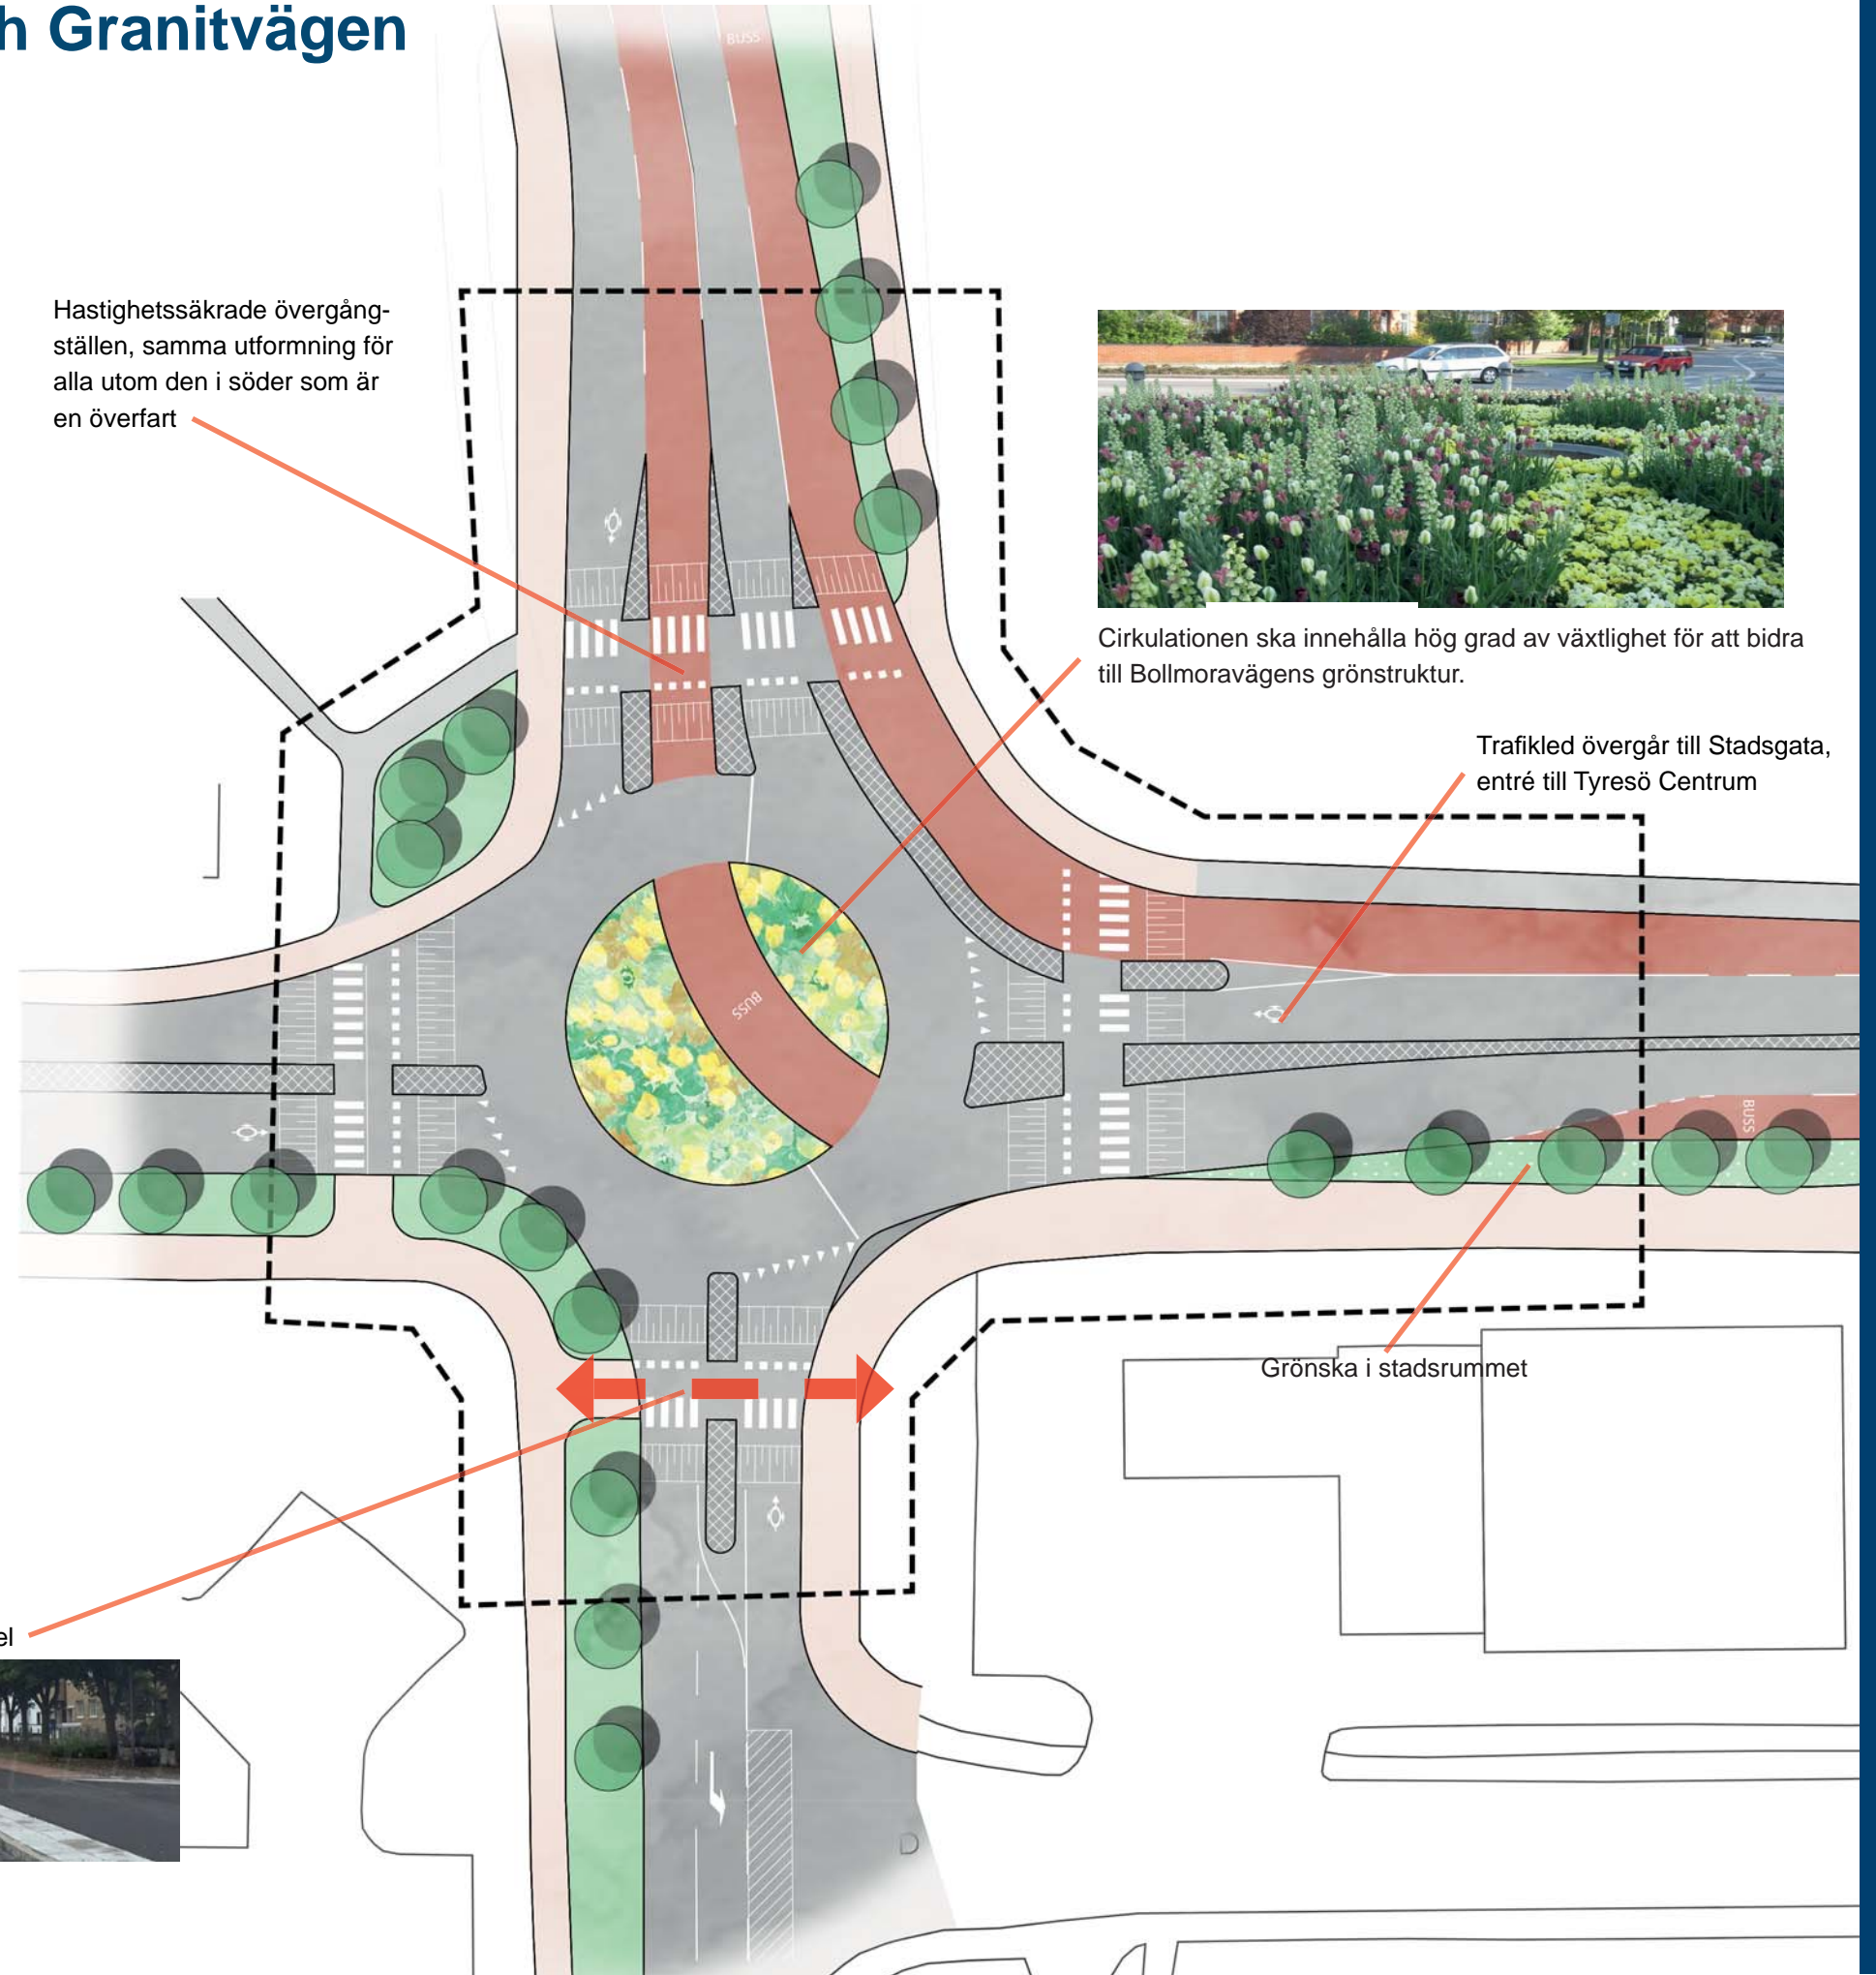 h Granitvägen
BUSS
Hastighetssäkrade övergång-
ställen, samma utformning för
alla utom den i söder som är
en överfart
Cirkulationen ska innehålla hög grad av växtlighet för att bidra
till Bollmoravägens grönstruktur.
Trafikled övergår till Stadsgata,
entré till Tyresö Centrum
BUSS
BUSS
Grönska i stadsrummet
el
D